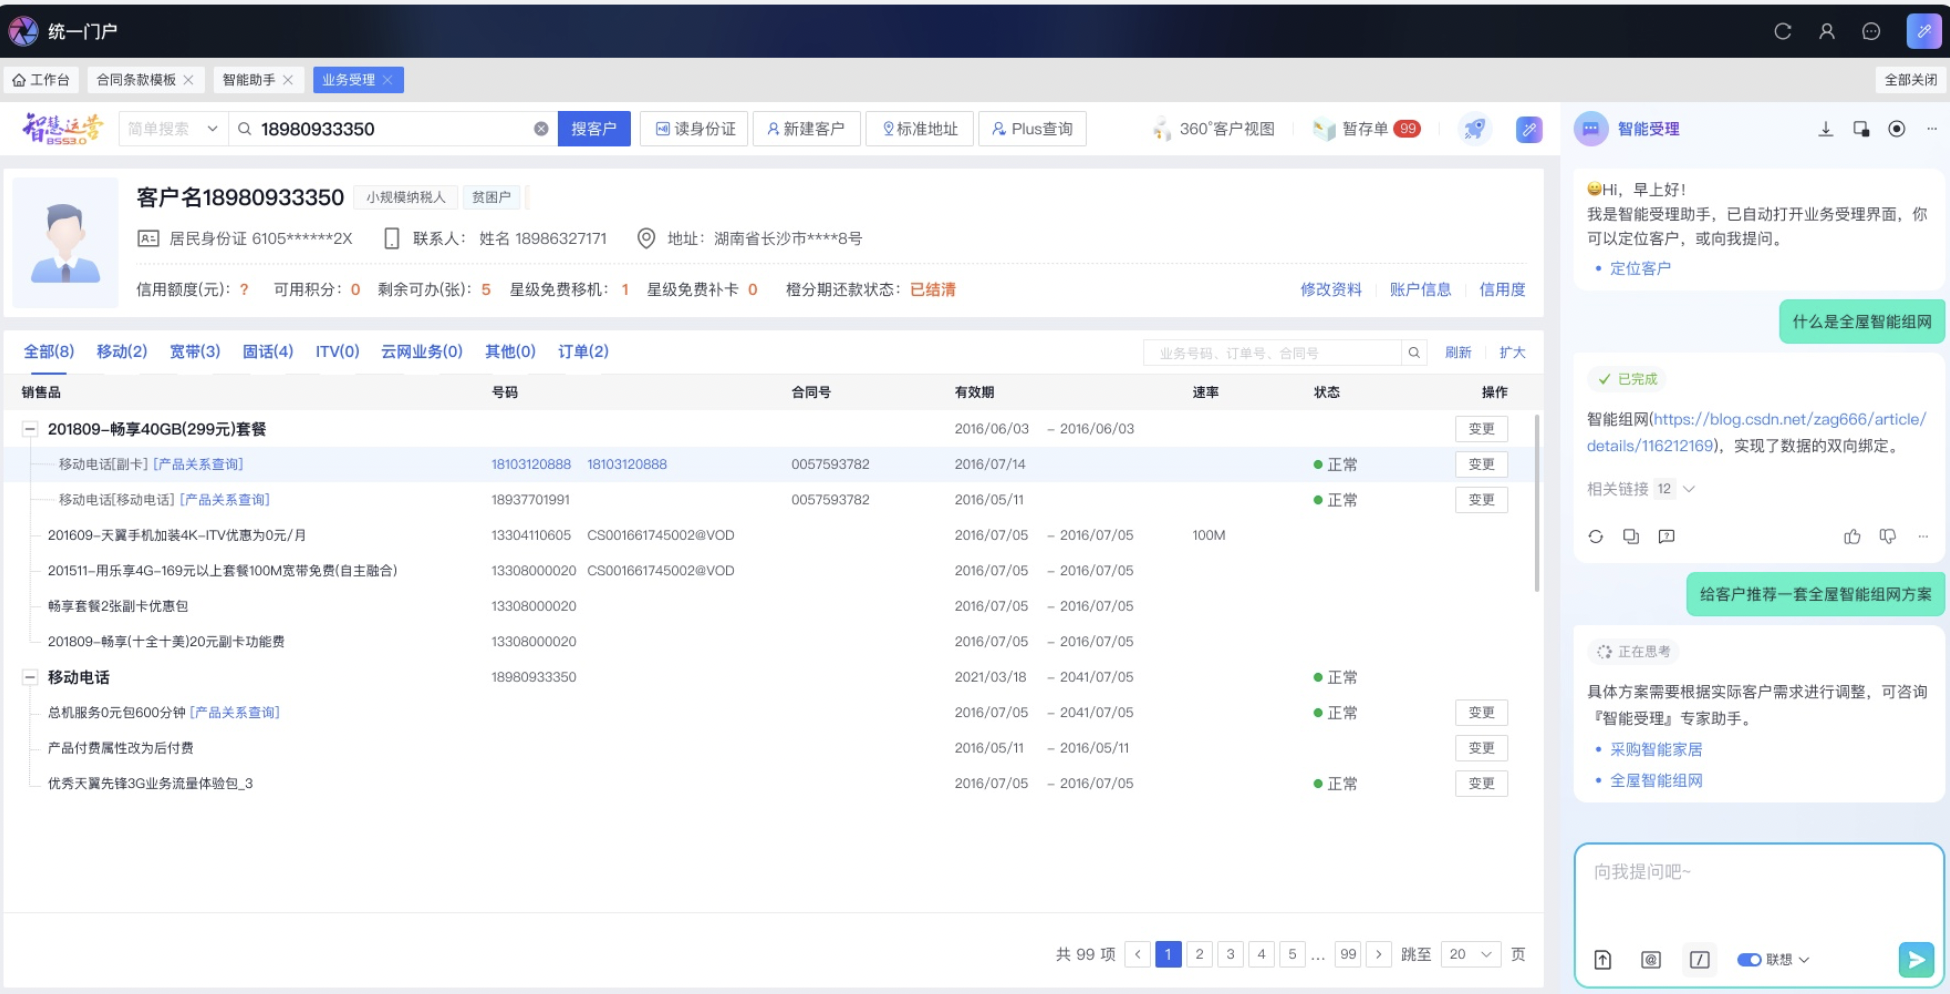 统一门户
工作台 合同条款模板 智能助手 业务受理 全部关闭
智慧运营 BSS3.0 简单搜索 18980933350 搜客户 读身份证 新建客户 标准地址 Plus查询 360°客户视图 暂存单 99
客户名18980933350 小规模纳税人 贫困户
居民身份证 6105******2X 联系人： 姓名 18986327171 地址：湖南省长沙市****8号
信用额度(元)：? 可用积分：0 剩余可办(张)：5 星级免费移机：1 星级免费补卡 0 橙分期还款状态：已结清 修改资料 账户信息 信用度
全部(8) 移动(2) 宽带(3) 固话(4) ITV(0) 云网业务(0) 其他(0) 订单(2) 业务号码、订单号、合同号 刷新 扩大
销售品 号码 合同号 有效期 速率 状态 操作
201809-畅享40GB(299元)套餐 2016/06/03 - 2016/06/03 变更
移动电话[副卡] [产品关系查询] 18103120888 18103120888 0057593782 2016/07/14 正常 变更
移动电话[移动电话] [产品关系查询] 18937701991 0057593782 2016/05/11 正常 变更
201609-天翼手机加装4K-ITV优惠为0元/月 13304110605 CS001661745002@VOD 2016/07/05 - 2016/07/05 100M
201511-用乐享4G-169元以上套餐100M宽带免费(自主融合) 13308000020 CS001661745002@VOD 2016/07/05 - 2016/07/05
畅享套餐2张副卡优惠包 13308000020 2016/07/05 - 2016/07/05
201809-畅享(十全十美)20元副卡功能费 13308000020 2016/07/05 - 2016/07/05
移动电话 18980933350 2021/03/18 - 2041/07/05 正常
总机服务0元包600分钟 [产品关系查询] 2016/07/05 - 2041/07/05 正常 变更
产品付费属性改为后付费 2016/05/11 - 2016/05/11 变更
优秀天翼先锋3G业务流量体验包_3 2016/07/05 - 2016/07/05 正常 变更
共 99 项 1 2 3 4 5 ... 99 跳至 20 页
智能受理
Hi，早上好！
我是智能受理助手，已自动打开业务受理界面，你
可以定位客户，或向我提问。
• 定位客户
什么是全屋智能组网
已完成
智能组网(https://blog.csdn.net/zag666/article/
details/116212169)，实现了数据的双向绑定。
相关链接 12
给客户推荐一套全屋智能组网方案
正在思考
具体方案需要根据实际客户需求进行调整，可咨询
『智能受理』专家助手。
• 采购智能家居
• 全屋智能组网
向我提问吧~
联想